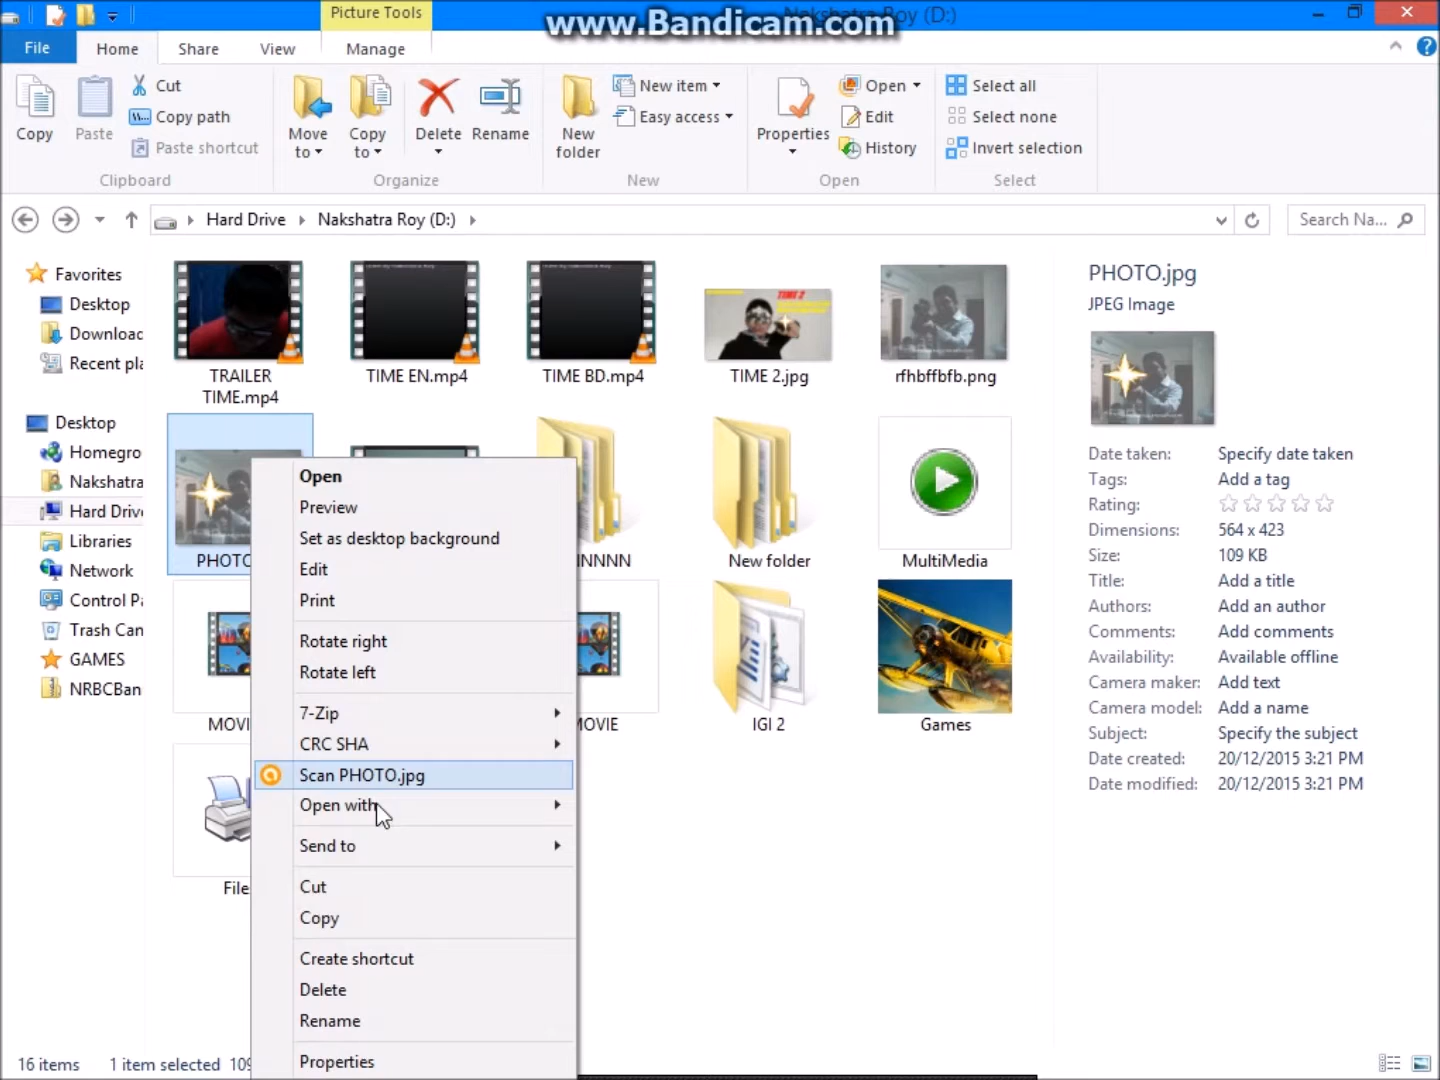 Picture Tools
www.Bandicam.com
Nakshatra Roy (D:)
File
Home
Share
View
Manage
Copy
Paste
Cut
Copy path
Paste shortcut
Clipboard
Move to
Copy to
Delete
Rename
Organize
New folder
New item
Easy access
New
Properties
Open
Edit
History
Open
Select all
Select none
Invert selection
Select
Hard Drive
Nakshatra Roy (D:)
Search Na...
Favorites
Desktop
Downloac
Recent pla
Desktop
Homegro
Nakshatra
Hard Drive
Libraries
Network
Control Pa
Trash Can
GAMES
NRBCBan
TRAILER
TIME.mp4
TIME EN.mp4
TIME BD.mp4
TIME 2.jpg
rfhbffbfb.png
PHOTO
NNNN
New folder
MultiMedia
MOVI
MOVIE
IGI 2
Games
File
Open
Preview
Set as desktop background
Edit
Print
Rotate right
Rotate left
7-Zip
CRC SHA
Scan PHOTO.jpg
Open with
Send to
Cut
Copy
Create shortcut
Delete
Rename
Properties
PHOTO.jpg
JPEG Image
Date taken: Specify date taken
Tags: Add a tag
Rating:
Dimensions: 564 x 423
Size: 109 KB
Title: Add a title
Authors: Add an author
Comments: Add comments
Availability: Available offline
Camera maker: Add text
Camera model: Add a name
Subject: Specify the subject
Date created: 20/12/2015 3:21 PM
Date modified: 20/12/2015 3:21 PM
16 items
1 item selected 109